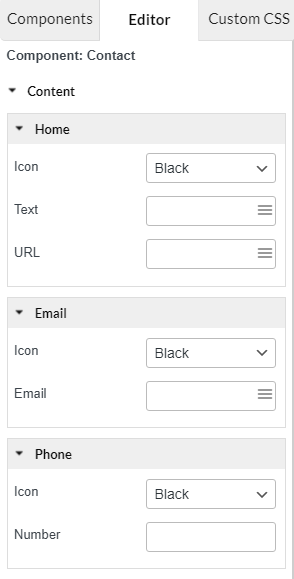 Components Editor Custom CSS
Component: Contact
Content
Home
Icon Black
Text
URL
Email
Icon Black
Email
Phone
Icon Black
Number